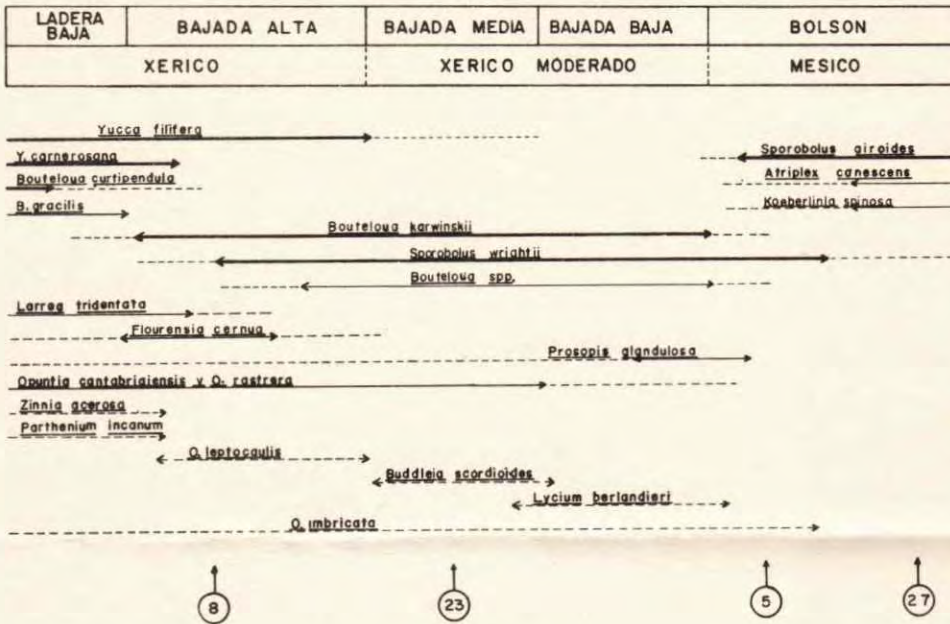 LADERA BAJA BAJADA ALTA BAJADA MEDIA BAJADA BAJA BOLSON
XERICO XERICO MODERADO MESICO
Yucca filifera
Y. carnerosana Sporobolus airoides
Bouteloua curtipendula Atriplex canescens
B. gracilis Koeberlinia spinosa
Bouteloua karwinskii
Sporobolus wrightii
Bouteloua spp.
Larrea tridentata
Flourensia cernua
Prosopis glandulosa
Opuntia cantabrigiensis y O. rastrera
Zinnia acerosa
Parthenium incanum
O. leptocaulis
Buddleia scordioides
Lycium berlandieri
O. imbricata
8 23 5 27